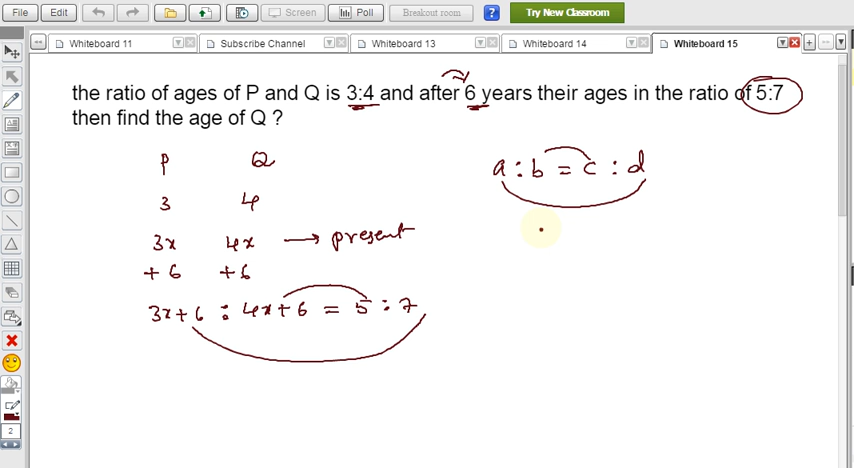 File Edit Screen Poll Breakout room ? Try New Classroom
Whiteboard 11 Subscribe Channel Whiteboard 13 Whiteboard 14 Whiteboard 15
the ratio of ages of P and Q is 3:4 and after 6 years their ages in the ratio of 5:7
then find the age of Q ?
P Q
a : b = c : d
3 4
3x 4x → present
+6 +6
3x+6 : 4x+6 = 5 : 7
2